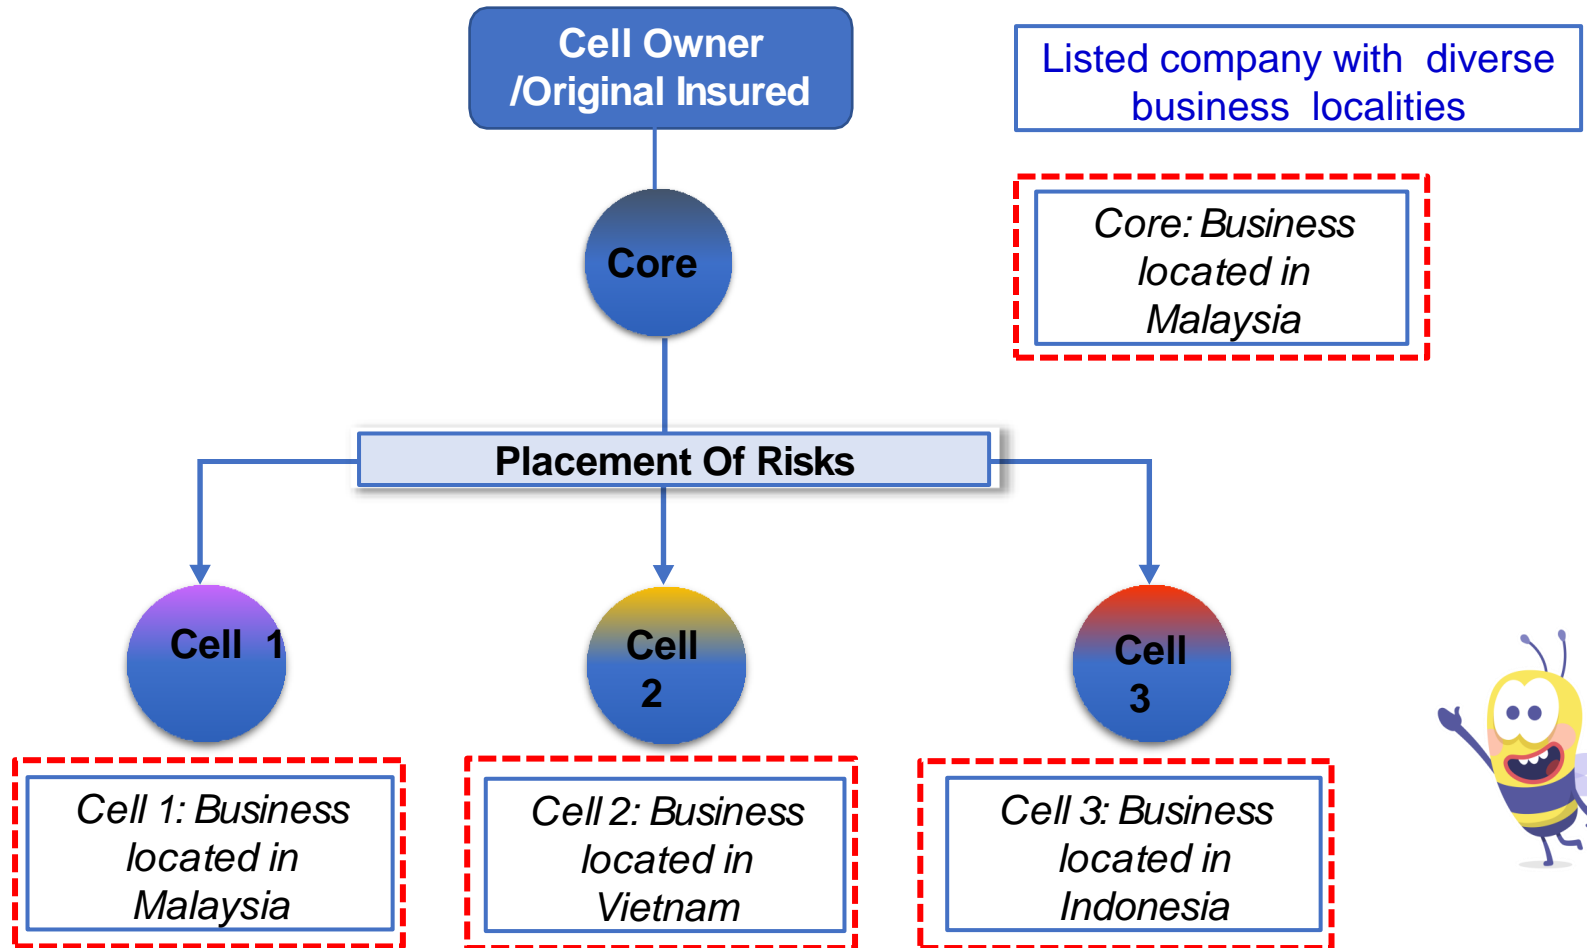 Cell Owner
/Original Insured
Listed company with diverse
business localities
Core
Core: Business
located in
Malaysia
Placement Of Risks
Cell 1
Cell
2
Cell
3
Cell 1: Business
located in
Malaysia
Cell 2: Business
located in
Vietnam
Cell 3: Business
located in
Indonesia